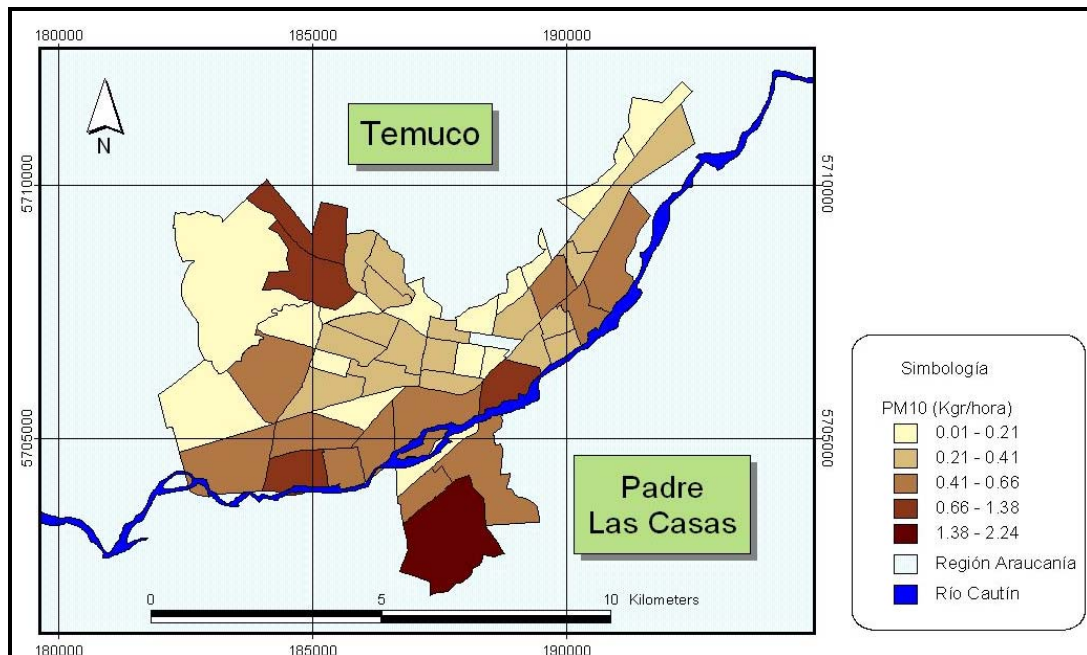 180000 185000 190000
N
Temuco
5710000 5710000
5705000 5705000
Padre
Las Casas
0 5 10 Kilometers
180000 185000 190000
Simbología
PM10 (Kgr/hora)
0.01 - 0.21
0.21 - 0.41
0.41 - 0.66
0.66 - 1.38
1.38 - 2.24
Región Araucanía
Río Cautín